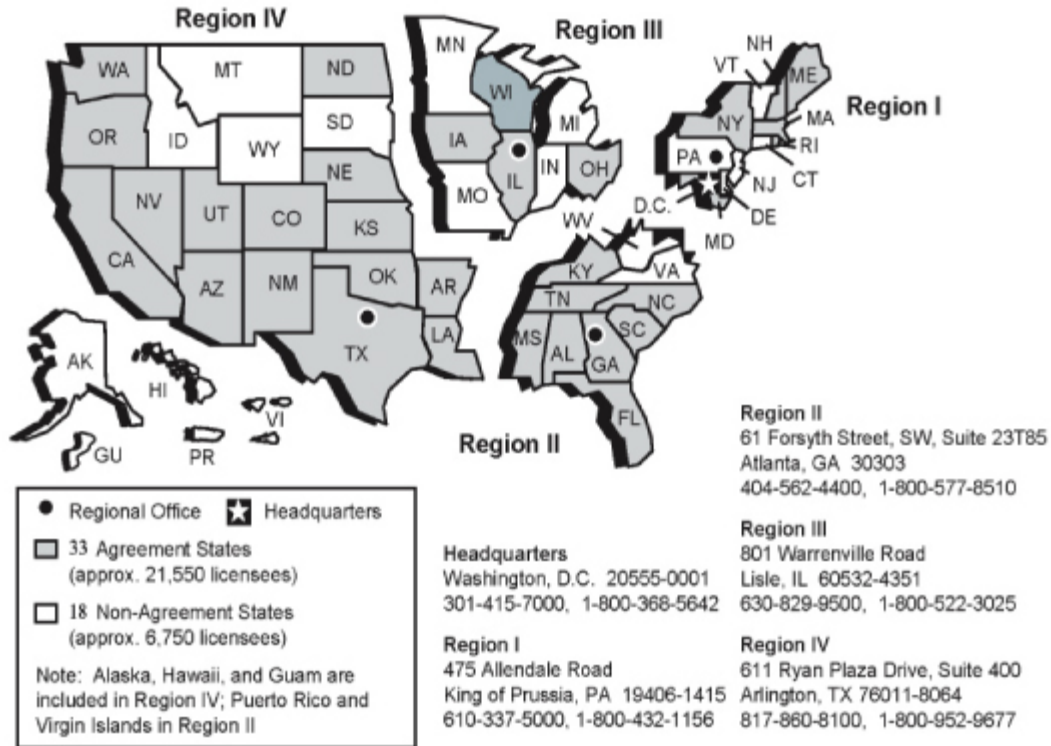 Region IV
Region III
Region I
Region II
WA
MT
ND
OR
ID
SD
WY
NE
NV
UT
CO
KS
CA
AZ
NM
OK
AR
TX
LA
AK
HI
GU
PR
VI
MN
WI
MI
IA
IL
IN
OH
MO
NH
VT
ME
NY
MA
RI
PA
CT
NJ
D.C.
DE
MD
WV
KY
VA
TN
NC
MS
AL
GA
SC
FL
Regional Office
Headquarters
33 Agreement States
(approx. 21,550 licensees)
18 Non-Agreement States
(approx. 6,750 licensees)
Note: Alaska, Hawaii, and Guam are
included in Region IV; Puerto Rico and
Virgin Islands in Region II
Headquarters
Washington, D.C. 20555-0001
301-415-7000, 1-800-368-5642
Region I
475 Allendale Road
King of Prussia, PA 19406-1415
610-337-5000, 1-800-432-1156
Region II
61 Forsyth Street, SW, Suite 23T85
Atlanta, GA 30303
404-562-4400, 1-800-577-8510
Region III
801 Warrenville Road
Lisle, IL 60532-4351
630-829-9500, 1-800-522-3025
Region IV
611 Ryan Plaza Drive, Suite 400
Arlington, TX 76011-8064
817-860-8100, 1-800-952-9677